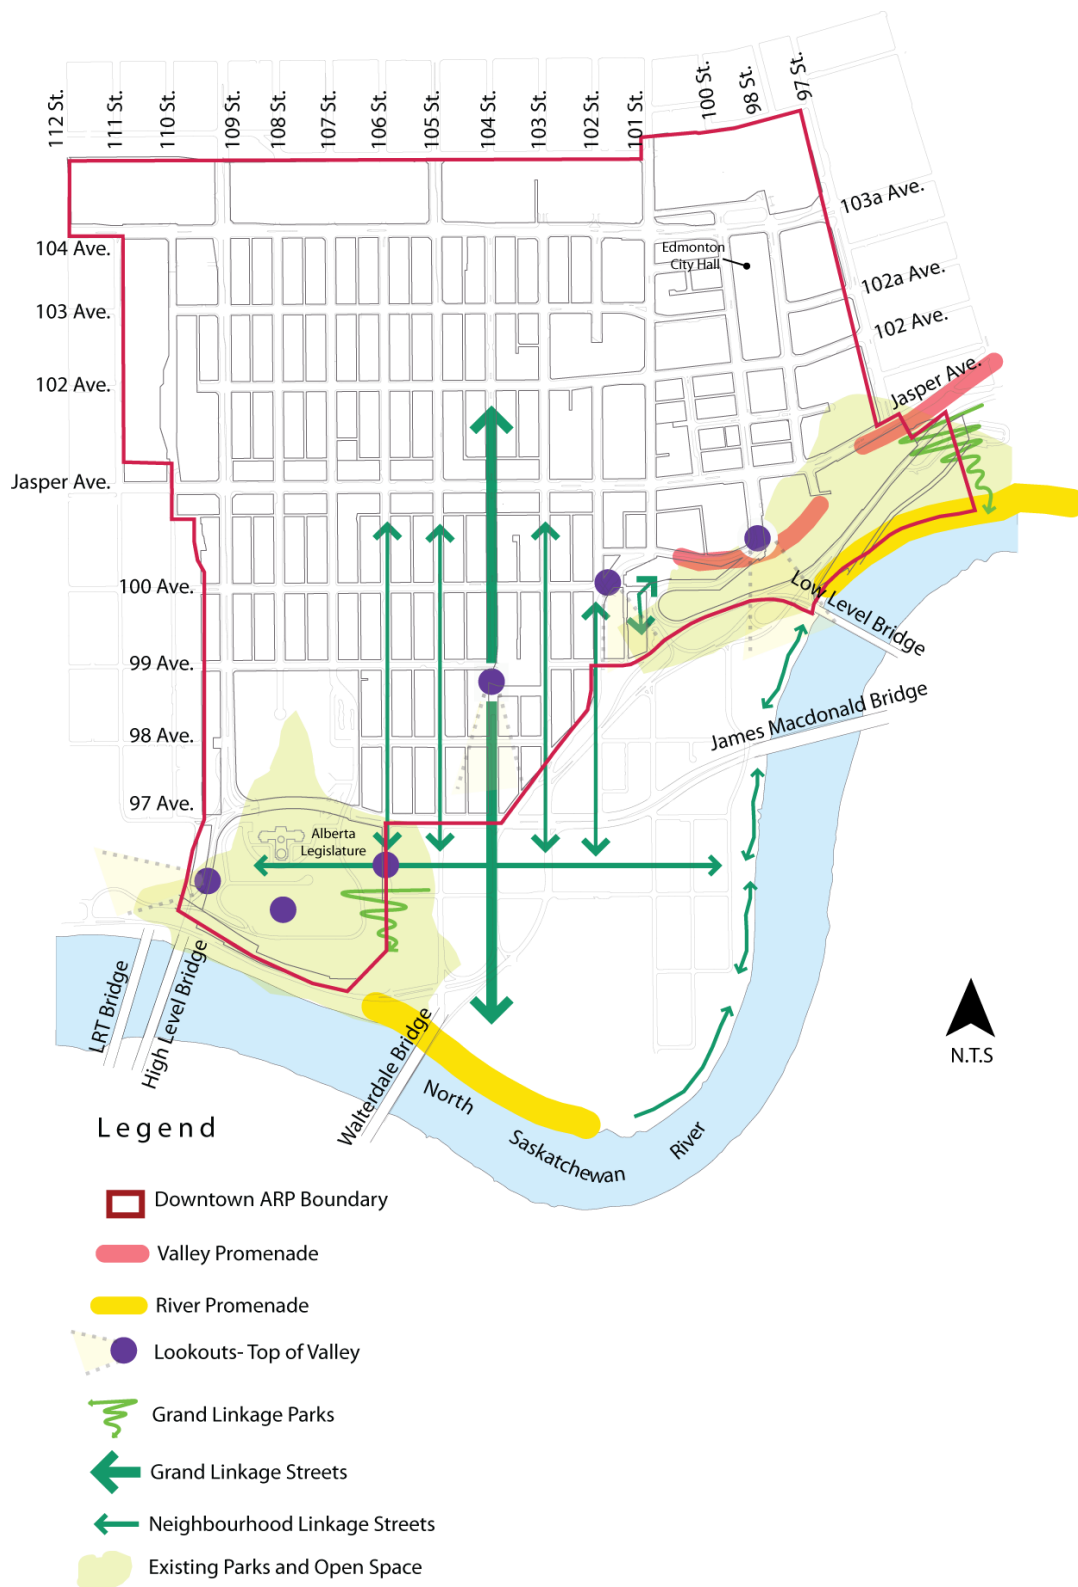 112 St.
111 St.
110 St.
109 St.
108 St.
107 St.
106 St.
105 St.
104 St.
103 St.
102 St.
101 St.
100 St.
98 St.
97 St.
103a Ave.
104 Ave.
Edmonton
City Hall
102a Ave.
103 Ave.
102 Ave.
102 Ave.
Jasper Ave.
Jasper Ave.
100 Ave.
Low Level Bridge
99 Ave.
James Macdonald Bridge
98 Ave.
97 Ave.
Alberta
Legislature
LRT Bridge
High Level Bridge
Walterdale Bridge
North
Saskatchewan
River
N.T.S
Legend
Downtown ARP Boundary
Valley Promenade
River Promenade
Lookouts- Top of Valley
Grand Linkage Parks
Grand Linkage Streets
Neighbourhood Linkage Streets
Existing Parks and Open Space